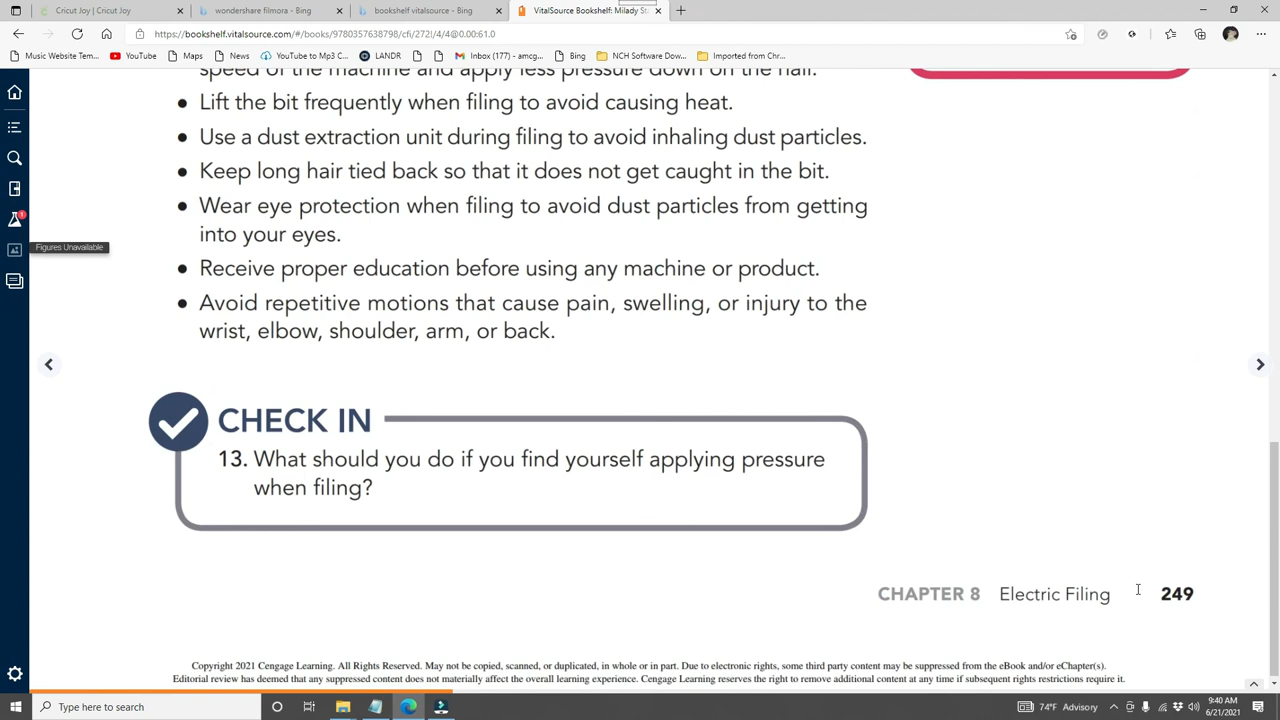 Cricut Joy | Cricut Joy
wondershare filmora - Bing
bookshelf vitalsource - Bing
VitalSource Bookshelf: Milady St
https://bookshelf.vitalsource.com/#/books/9780357638798/cfi/272!/4/4@0.00:61.0
Music Website Tem...
YouTube
Maps
News
YouTube to Mp3 C...
LANDR
Inbox (177) - amcg...
Bing
NCH Software Dow...
Imported from Chr...
speed of the machine and apply less pressure down on the nail.
• Lift the bit frequently when filing to avoid causing heat.
• Use a dust extraction unit during filing to avoid inhaling dust particles.
• Keep long hair tied back so that it does not get caught in the bit.
• Wear eye protection when filing to avoid dust particles from getting
into your eyes.
Figures Unavailable
• Receive proper education before using any machine or product.
• Avoid repetitive motions that cause pain, swelling, or injury to the
wrist, elbow, shoulder, arm, or back.
CHECK IN
13. What should you do if you find yourself applying pressure
when filing?
CHAPTER 8 Electric Filing 249
Copyright 2021 Cengage Learning. All Rights Reserved. May not be copied, scanned, or duplicated, in whole or in part. Due to electronic rights, some third party content may be suppressed from the eBook and/or eChapter(s).
Editorial review has deemed that any suppressed content does not materially affect the overall learning experience. Cengage Learning reserves the right to remove additional content at any time if subsequent rights restrictions require it.
Type here to search
74°F Advisory
9:40 AM
6/21/2021